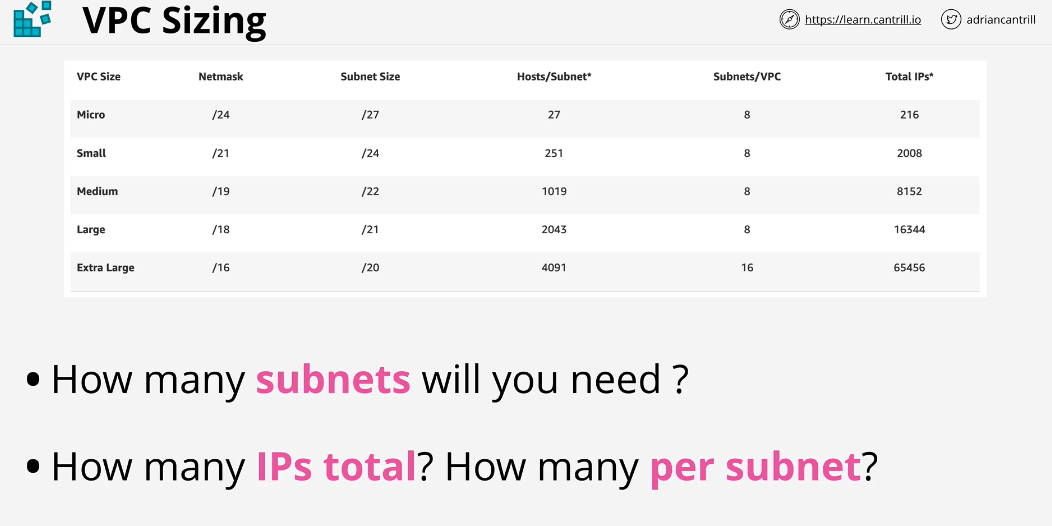 VPC Sizing
https://learn.cantrill.io
adriancantrill
VPC Size Netmask Subnet Size Hosts/Subnet* Subnets/VPC Total IPs*
Micro /24 /27 27 8 216
Small /21 /24 251 8 2008
Medium /19 /22 1019 8 8152
Large /18 /21 2043 8 16344
Extra Large /16 /20 4091 16 65456
• How many subnets will you need ?
• How many IPs total? How many per subnet?